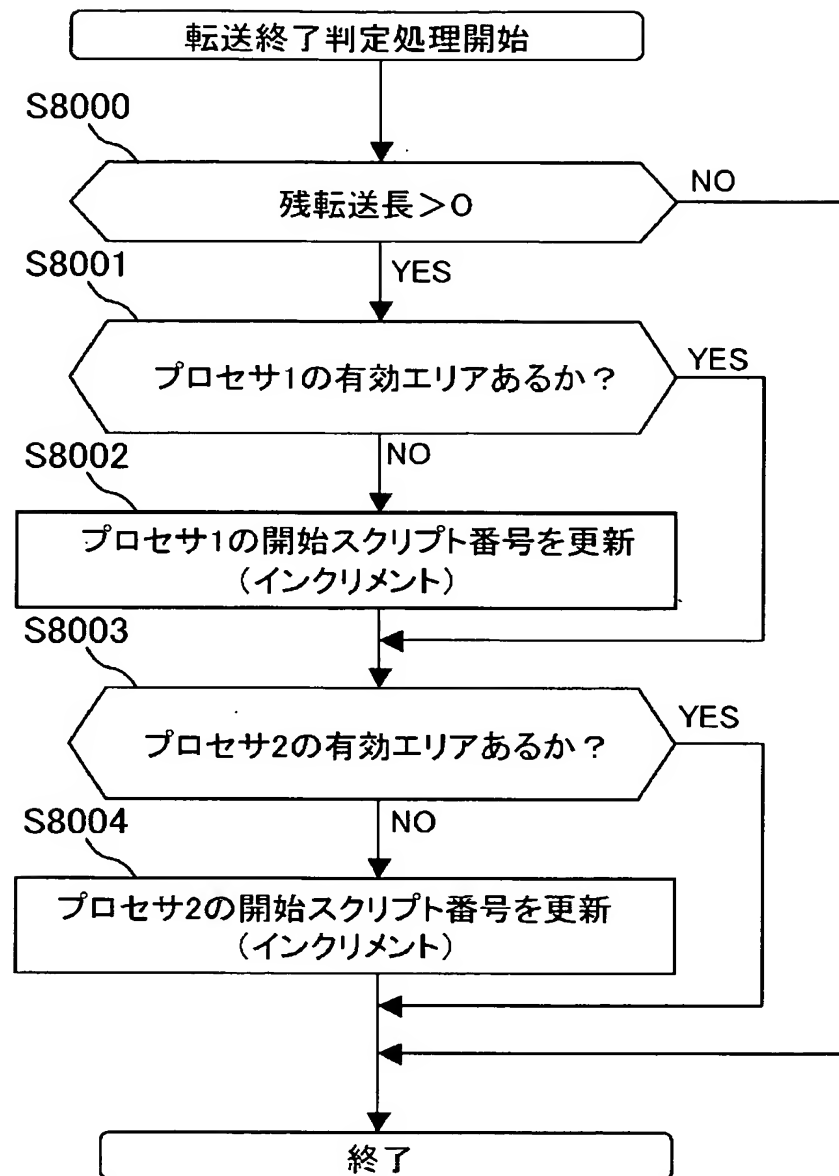 転送終了判定処理開始
S8000
残転送長＞0
NO
YES
S8001
プロセサ1の有効エリアあるか？
YES
NO
S8002
プロセサ1の開始スクリプト番号を更新
（インクリメント）
S8003
プロセサ2の有効エリアあるか？
YES
NO
S8004
プロセサ2の開始スクリプト番号を更新
（インクリメント）
終了